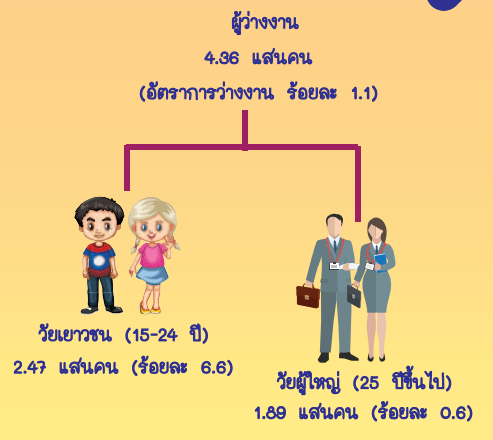 ผู้ว่างงาน
4.36 แสนคน
(อัตราการว่างงาน ร้อยละ 1.1)
วัยเยาวชน (15-24 ปี)
2.47 แสนคน (ร้อยละ 6.6)
วัยผู้ใหญ่ (25 ปีขึ้นไป)
1.89 แสนคน (ร้อยละ 0.6)